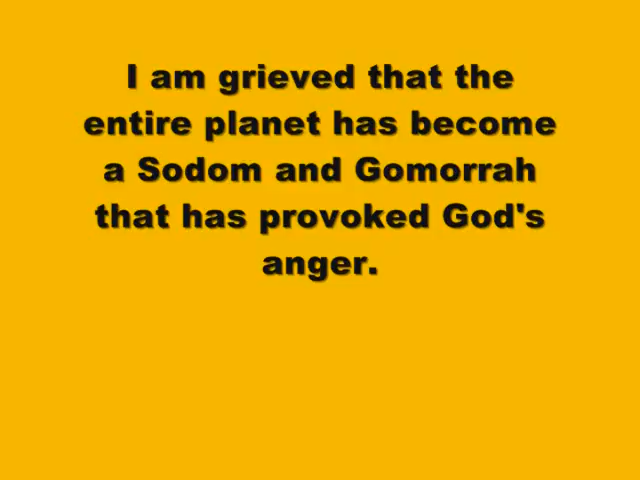 I am grieved that the
entire planet has become
a Sodom and Gomorrah
that has provoked God's
anger.